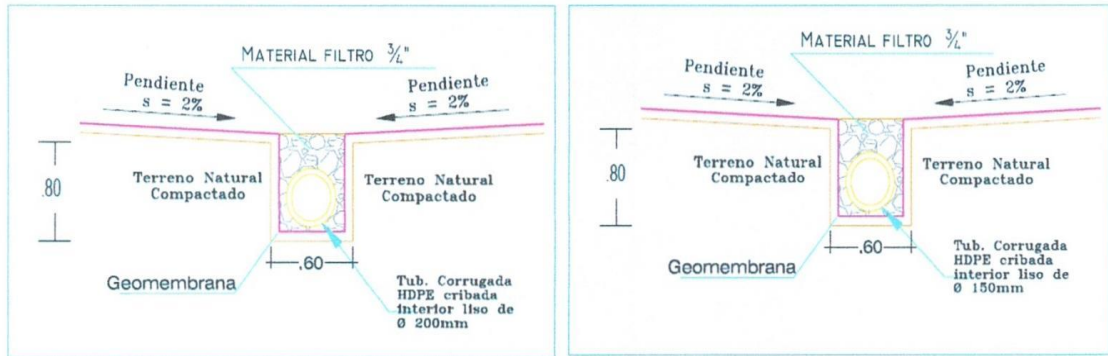 MATERIAL FILTRO ¾"
Pendiente
s = 2%
Pendiente
s = 2%
.80
Terreno Natural
Compactado
Terreno Natural
Compactado
.60
Geomembrana
Tub. Corrugada
HDPE cribada
interior liso de
Ø 200mm
MATERIAL FILTRO ¾"
Pendiente
s = 2%
Pendiente
s = 2%
.80
Terreno Natural
Compactado
Terreno Natural
Compactado
.60
Geomembrana
Tub. Corrugada
HDPE cribada
interior liso de
Ø 150mm